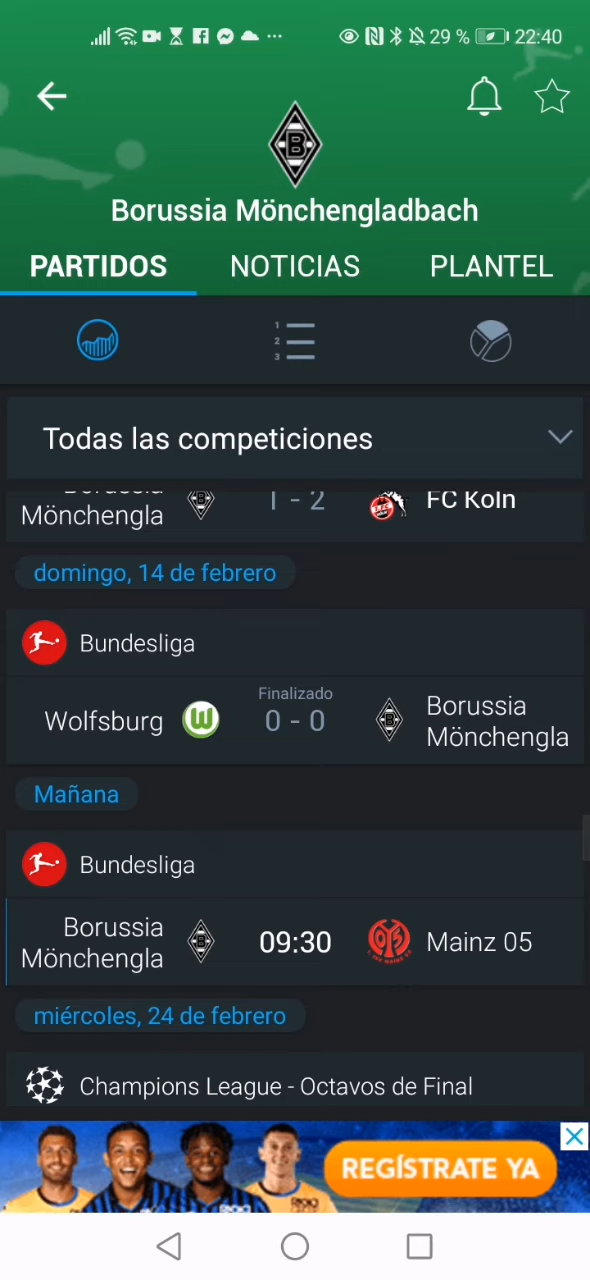 29 % 22:40
Borussia Mönchengladbach
PARTIDOS NOTICIAS PLANTEL
Todas las competiciones
Borussia
Mönchengla 1 - 2 FC Köln
domingo, 14 de febrero
Bundesliga
Finalizado
Wolfsburg 0 - 0 Borussia
Mönchengla
Mañana
Bundesliga
Borussia
Mönchengla 09:30 Mainz 05
miércoles, 24 de febrero
Champions League - Octavos de Final
REGÍSTRATE YA